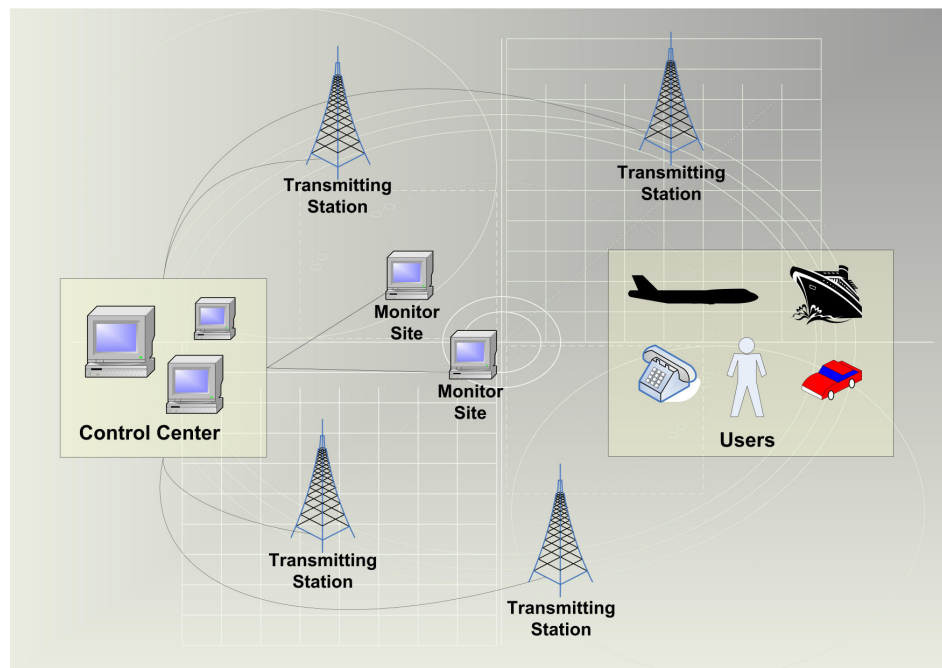 Transmitting
Station
Transmitting
Station
Monitor
Site
Monitor
Site
Control Center
Users
Transmitting
Station
Transmitting
Station